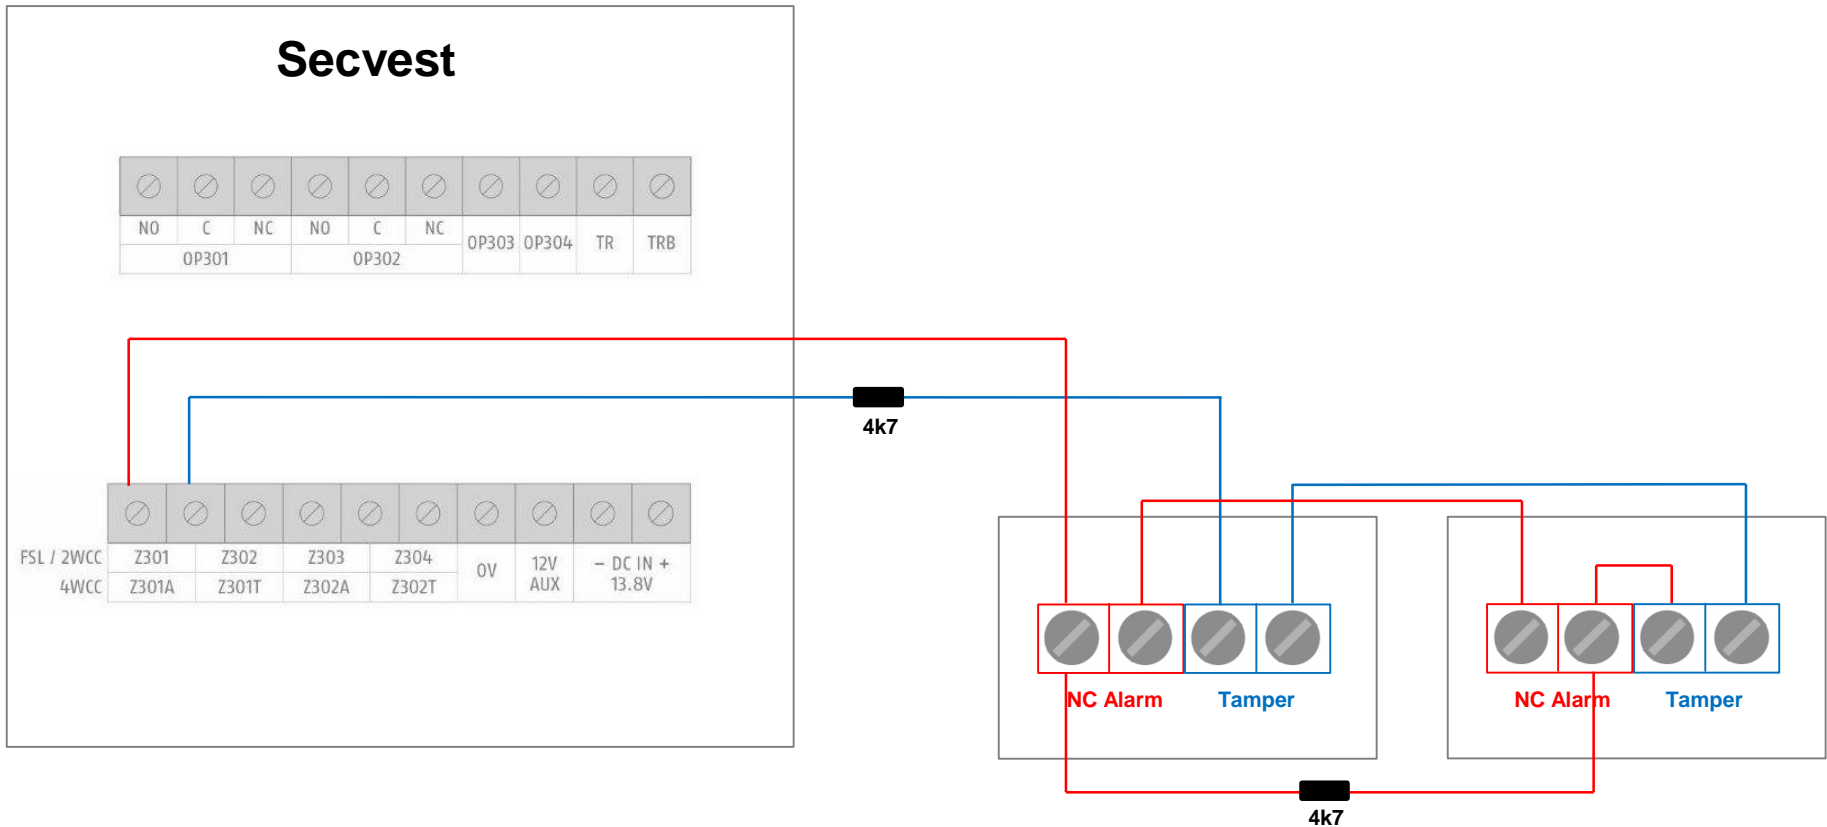 Secvest
NO C NC NO C NC OP303 OP304 TR TRB
OP301 OP302
4k7
FSL / 2WCC Z301 Z302 Z303 Z304 0V 12V AUX − DC IN + 13.8V
4WCC Z301A Z301T Z302A Z302T
NC Alarm Tamper NC Alarm Tamper
4k7